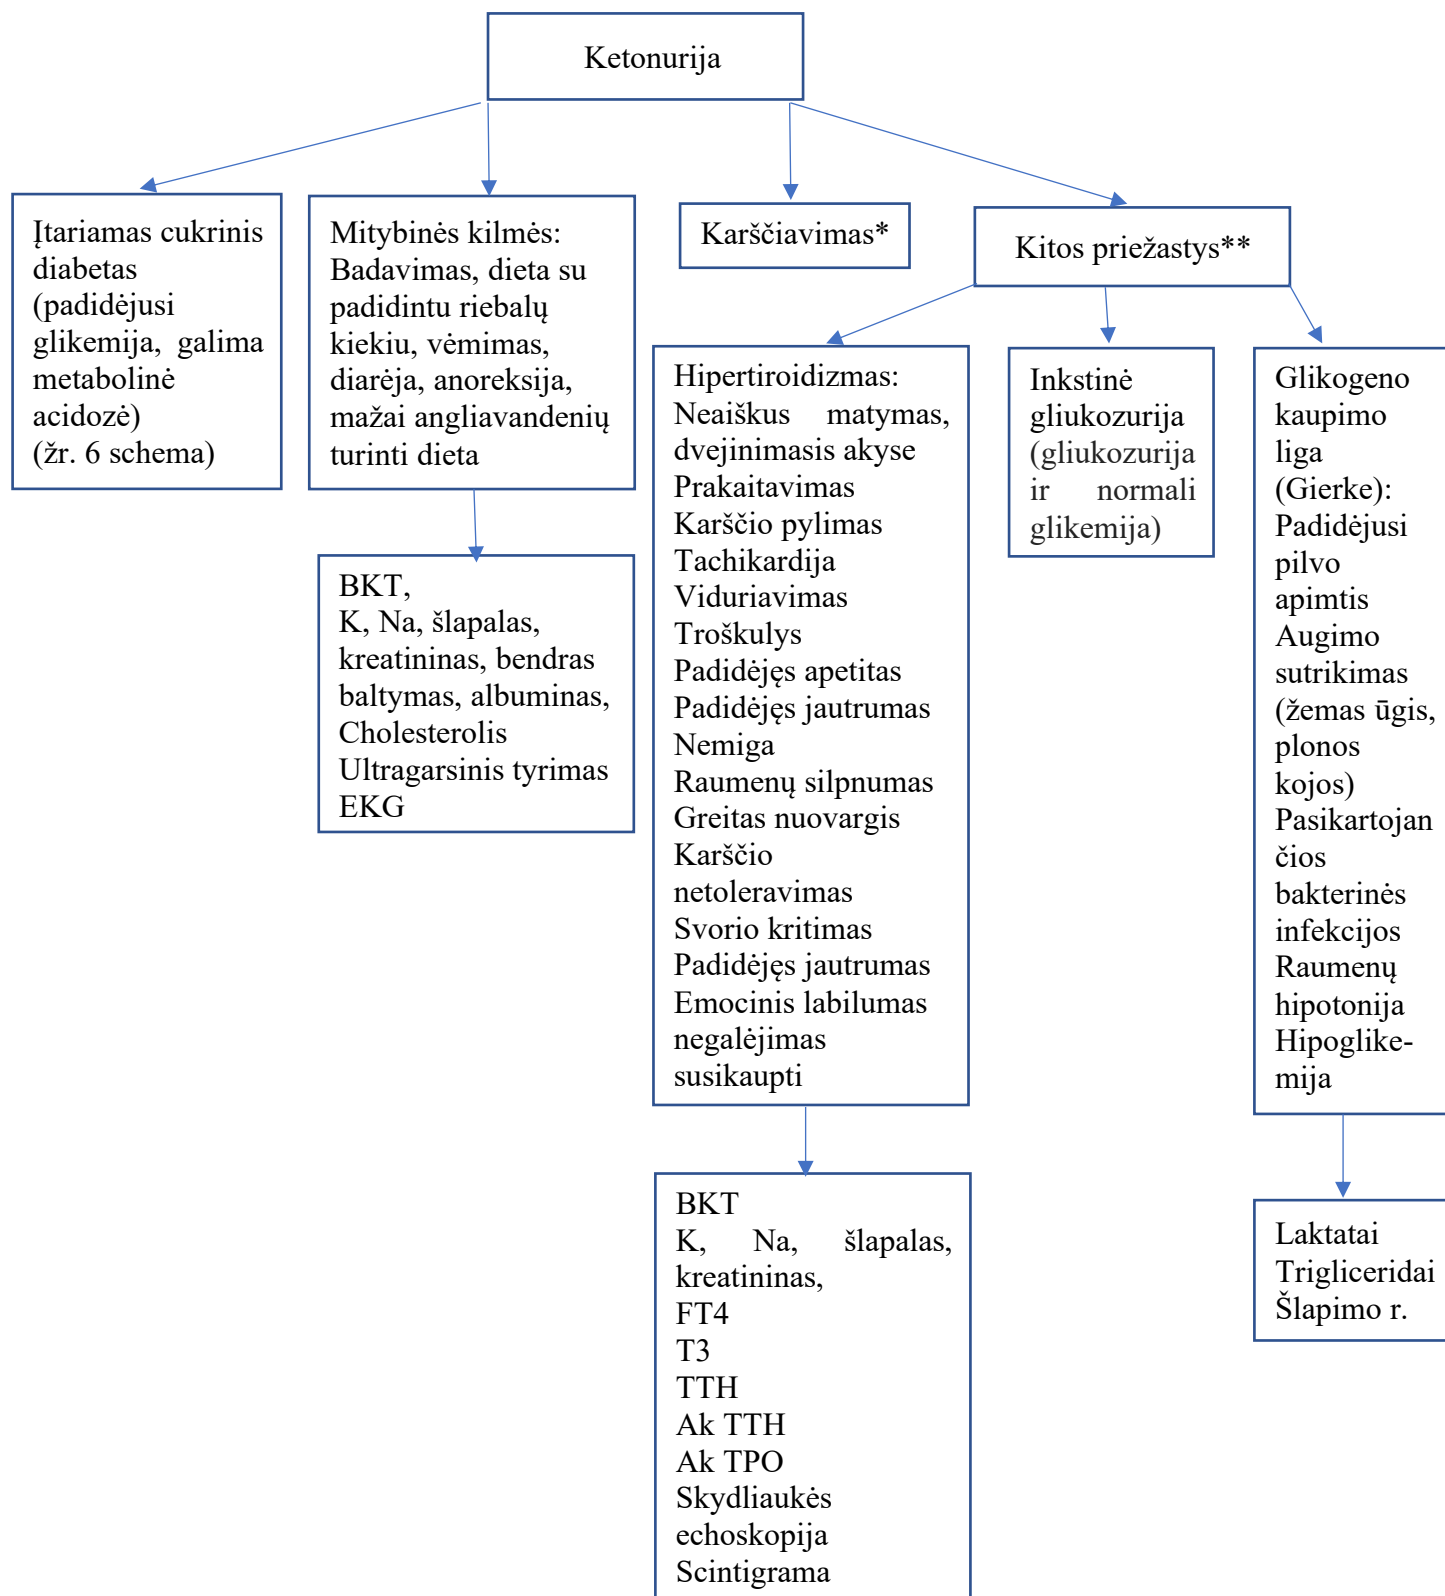 Ketonurija
Įtariamas cukrinis
diabetas
(padidėjusi
glikemija, galima
metabolinė
acidozė)
(žr. 6 schema)
Mitybinės kilmės:
Badavimas, dieta su
padidintu riebalų
kiekiu, vėmimas,
diarėja, anoreksija,
mažai angliavandenių
turinti dieta
Karščiavimas*
Kitos priežastys**
BKT,
K, Na, šlapalas,
kreatininas, bendras
baltymas, albuminas,
Cholesterolis
Ultragarsinis tyrimas
EKG
Hipertiroidizmas:
Neaiškus matymas,
dvejinimasis akyse
Prakaitavimas
Karščio pylimas
Tachikardija
Viduriavimas
Troškulys
Padidėjęs apetitas
Padidėjęs jautrumas
Nemiga
Raumenų silpnumas
Greitas nuovargis
Karščio
netoleravimas
Svorio kritimas
Padidėjęs jautrumas
Emocinis labilumas
negalėjimas
susikaupti
Inkstinė
gliukozurija
(gliukozurija
ir normali
glikemija)
Glikogeno
kaupimo
liga
(Gierke):
Padidėjusi
pilvo
apimtis
Augimo
sutrikimas
(žemas ūgis,
plonos
kojos)
Pasikartojan
čios
bakterinės
infekcijos
Raumenų
hipotonija
Hipoglike-
mija
BKT
K, Na, šlapalas,
kreatininas,
FT4
T3
TTH
Ak TTH
Ak TPO
Skydliaukės
echoskopija
Scintigrama
Laktatai
Trigliceridai
Šlapimo r.